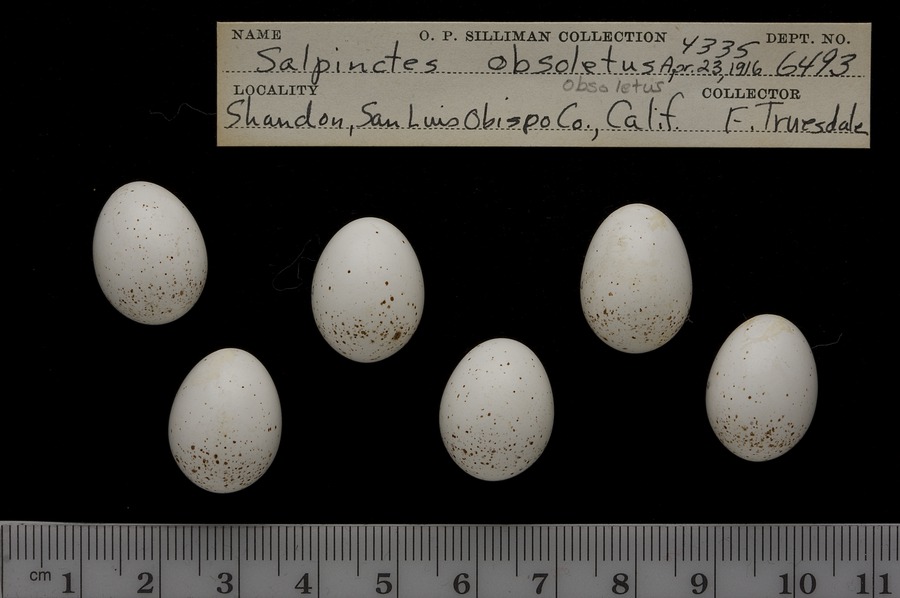 NAME O. P. SILLIMAN COLLECTION 4335 DEPT. NO.
Salpinctes obsoletus Apr. 23, 1916 6493
obsoletus
LOCALITY COLLECTOR
Shandon, San Luis Obispo Co., Calif. F. Truesdale
cm 1 2 3 4 5 6 7 8 9 10 11